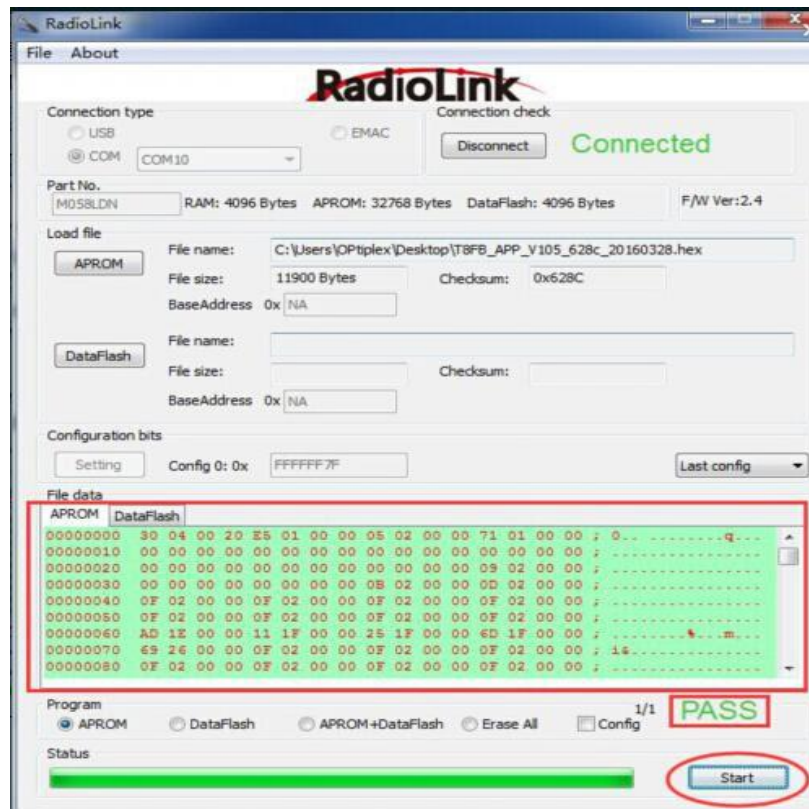 RadioLink
File About
RadioLink
Connection type
USB
EMAC
COM
COM10
Connection check
Disconnect
Connected
Part No.
M058LDN
RAM: 4096 Bytes APROM: 32768 Bytes DataFlash: 4096 Bytes
F/W Ver:2.4
Load file
APROM
File name:
C:\Users\OPtiplex\Desktop\T8FB_APP_V105_628c_20160328.hex
File size:
11900 Bytes
Checksum:
0x628C
BaseAddress 0x
NA
DataFlash
File name:
File size:
Checksum:
BaseAddress 0x
NA
Configuration bits
Setting
Config 0: 0x
FFFFFF7F
Last config
File data
APROM DataFlash
00000000 30 04 00 20 E5 01 00 00 05 02 00 00 71 01 00 00 ; 0.. ........q...
00000010 00 00 00 00 00 00 00 00 00 00 00 00 00 00 00 00 ; ................
00000020 00 00 00 00 00 00 00 00 00 00 00 00 09 02 00 00 ; ................
00000030 00 00 00 00 00 00 00 00 0B 02 00 00 0D 02 00 00 ; ................
00000040 0F 02 00 00 0F 02 00 00 0F 02 00 00 0F 02 00 00 ; ................
00000050 0F 02 00 00 0F 02 00 00 0F 02 00 00 0F 02 00 00 ; ................
00000060 AD 1E 00 00 11 1F 00 00 25 1F 00 00 6D 1F 00 00 ; ........%...m...
00000070 69 26 00 00 0F 02 00 00 0F 02 00 00 0F 02 00 00 ; i&..............
00000080 0F 02 00 00 0F 02 00 00 0F 02 00 00 0F 02 00 00 ; ................
Program
APROM
DataFlash
APROM+DataFlash
Erase All
Config
1/1
PASS
Status
Start